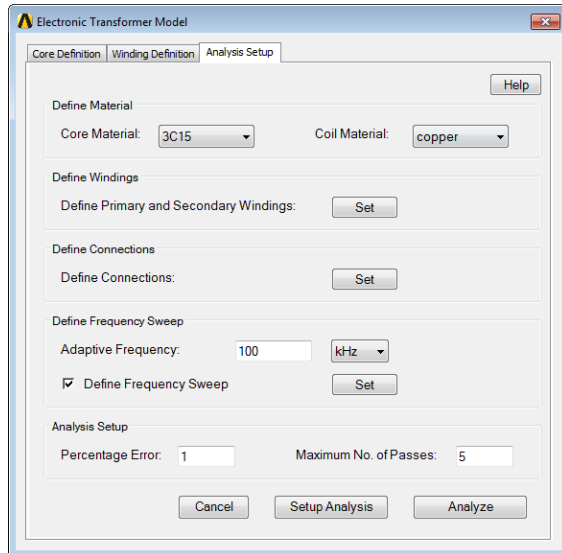 Electronic Transformer Model
Core Definition Winding Definition Analysis Setup
Help
Define Material
Core Material: 3C15 Coil Material: copper
Define Windings
Define Primary and Secondary Windings: Set
Define Connections
Define Connections: Set
Define Frequency Sweep
Adaptive Frequency: 100 kHz
Define Frequency Sweep Set
Analysis Setup
Percentage Error: 1 Maximum No. of Passes: 5
Cancel Setup Analysis Analyze